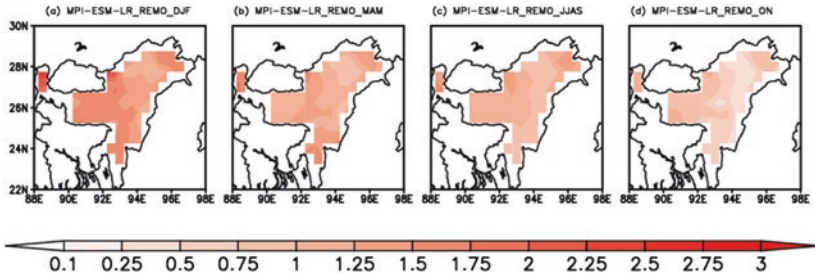 (a) MPI-ESM-LR_REMO_DJF (b) MPI-ESM-LR_REMO_MAM (c) MPI-ESM-LR_REMO_JJAS (d) MPI-ESM-LR_REMO_ON
30N
28N
26N
24N
22N
88E 90E 92E 94E 96E 98E 88E 90E 92E 94E 96E 98E 88E 90E 92E 94E 96E 98E 88E 90E 92E 94E 96E 98E
0.1 0.25 0.5 0.75 1 1.25 1.5 1.75 2 2.25 2.5 2.75 3